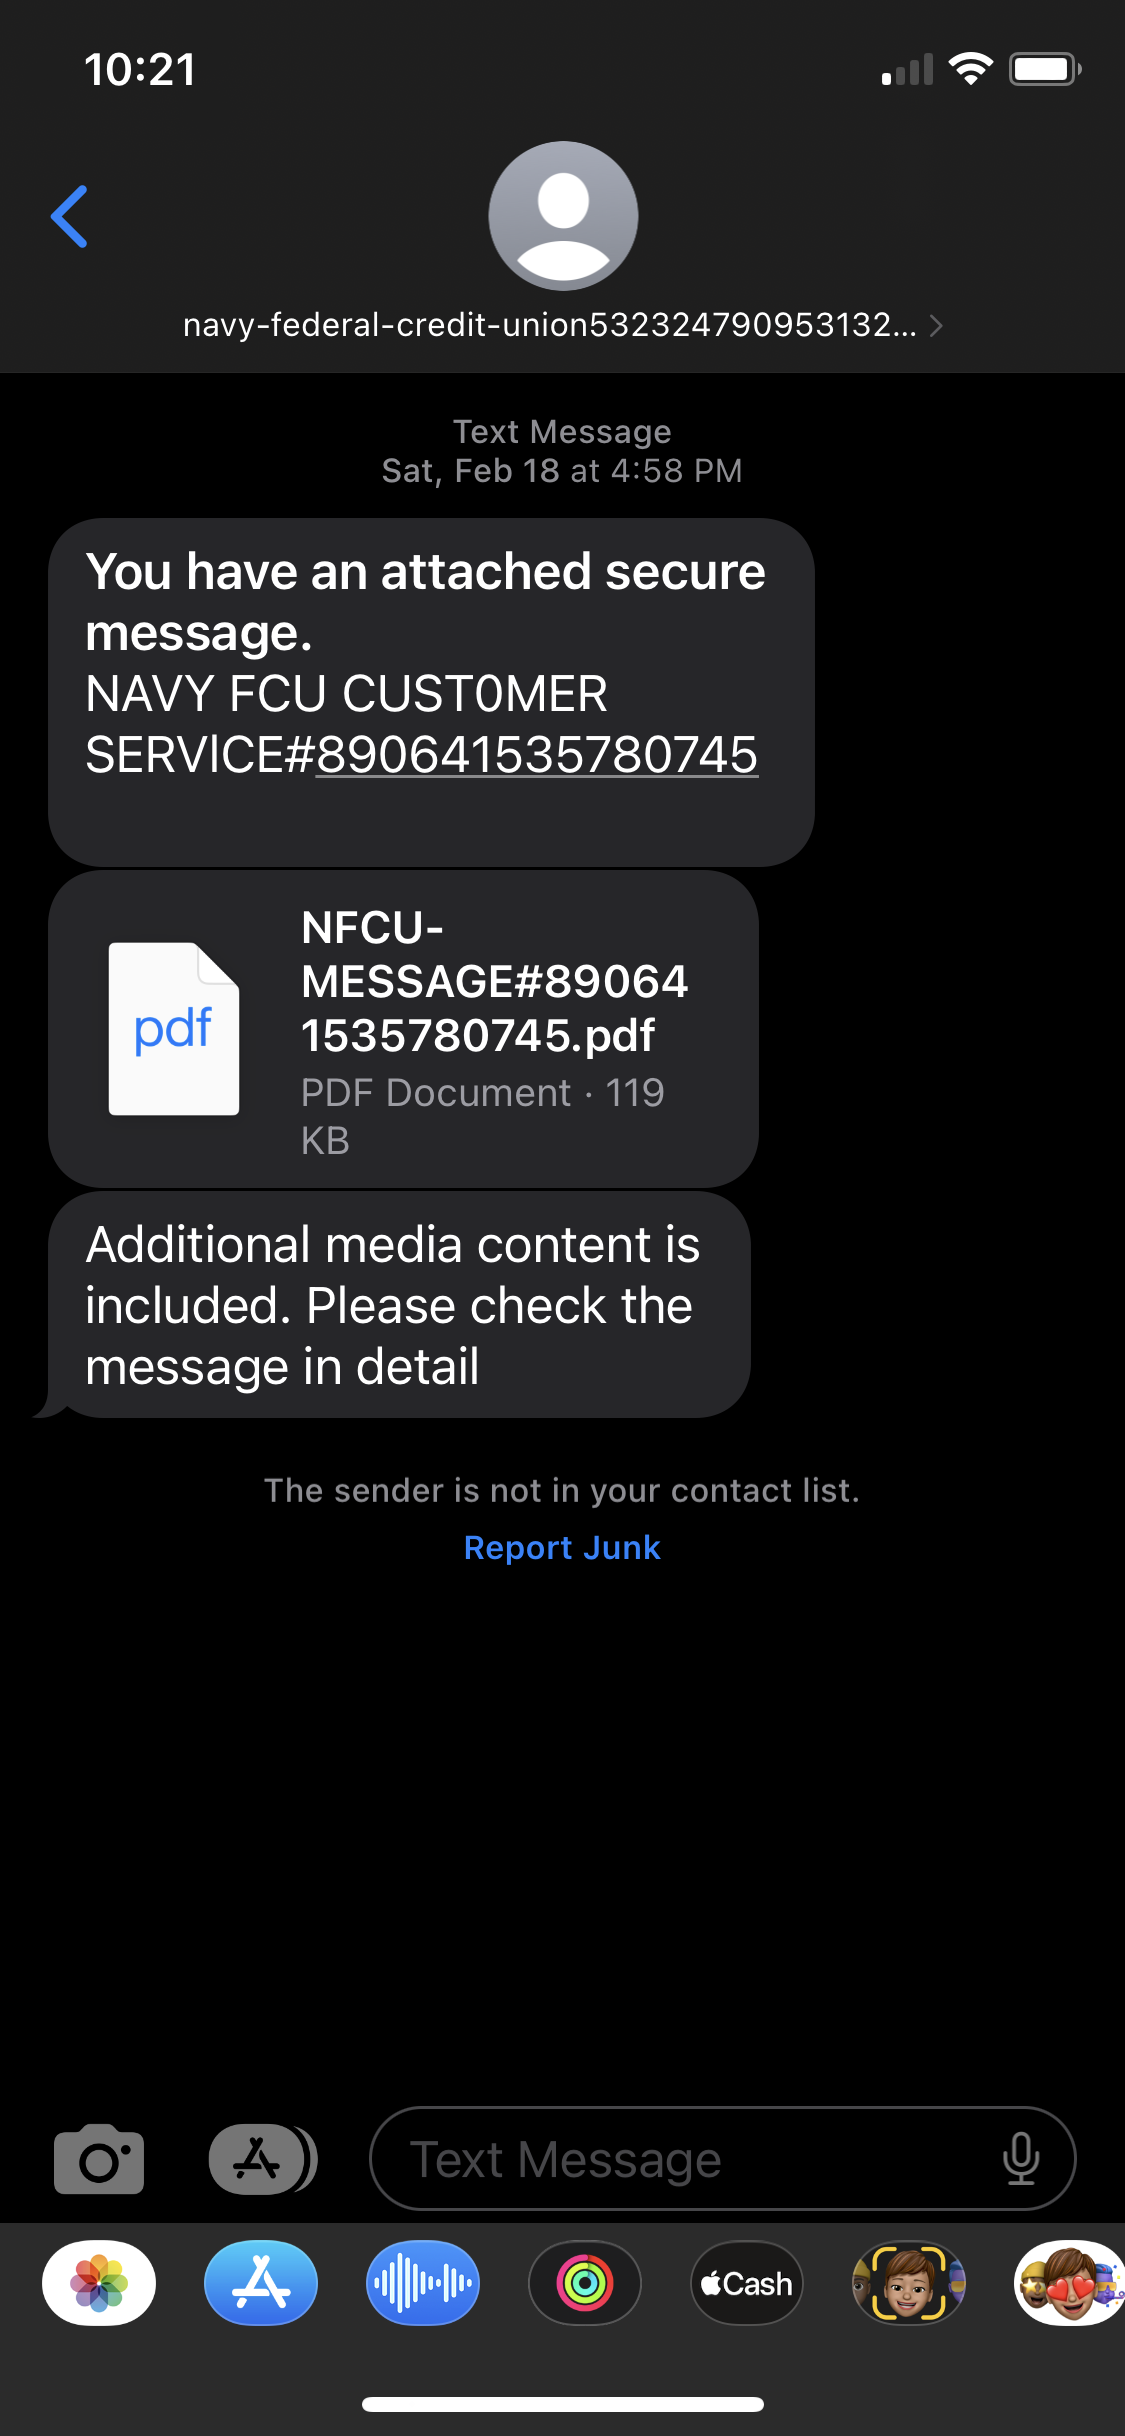 10:21
navy-federal-credit-union532324790953132...
Text Message
Sat, Feb 18 at 4:58 PM
You have an attached secure
message.
NAVY FCU CUST0MER
SERVlCE#890641535780745
pdf
NFCU-
MESSAGE#89064
1535780745.pdf
PDF Document · 119
KB
Additional media content is
included. Please check the
message in detail
The sender is not in your contact list.
Report Junk
Text Message
Cash